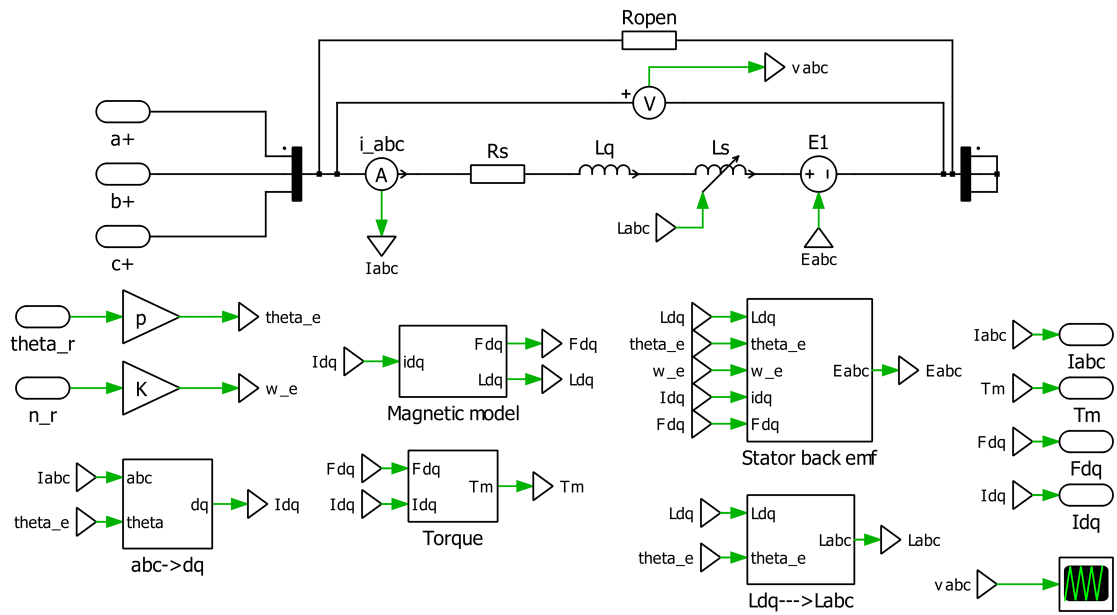 Ropen
vabc
+
V
a+
i_abc
Rs
Lq
Ls
E1
A
+ -
b+
Labc
c+
Iabc
Eabc
theta_r
p
theta_e
n_r
K
w_e
Idq
idq
Fdq
Fdq
Ldq
Ldq
Magnetic model
Ldq
Ldq
theta_e
theta_e
w_e
w_e
Eabc
Eabc
Idq
idq
Fdq
Fdq
Stator back emf
Iabc
Iabc
Tm
Tm
Fdq
Fdq
Idq
Idq
Iabc
abc
dq
Idq
theta_e
theta
abc->dq
Fdq
Fdq
Tm
Tm
Idq
Idq
Torque
Ldq
Ldq
Labc
Labc
theta_e
theta_e
Ldq--->Labc
vabc